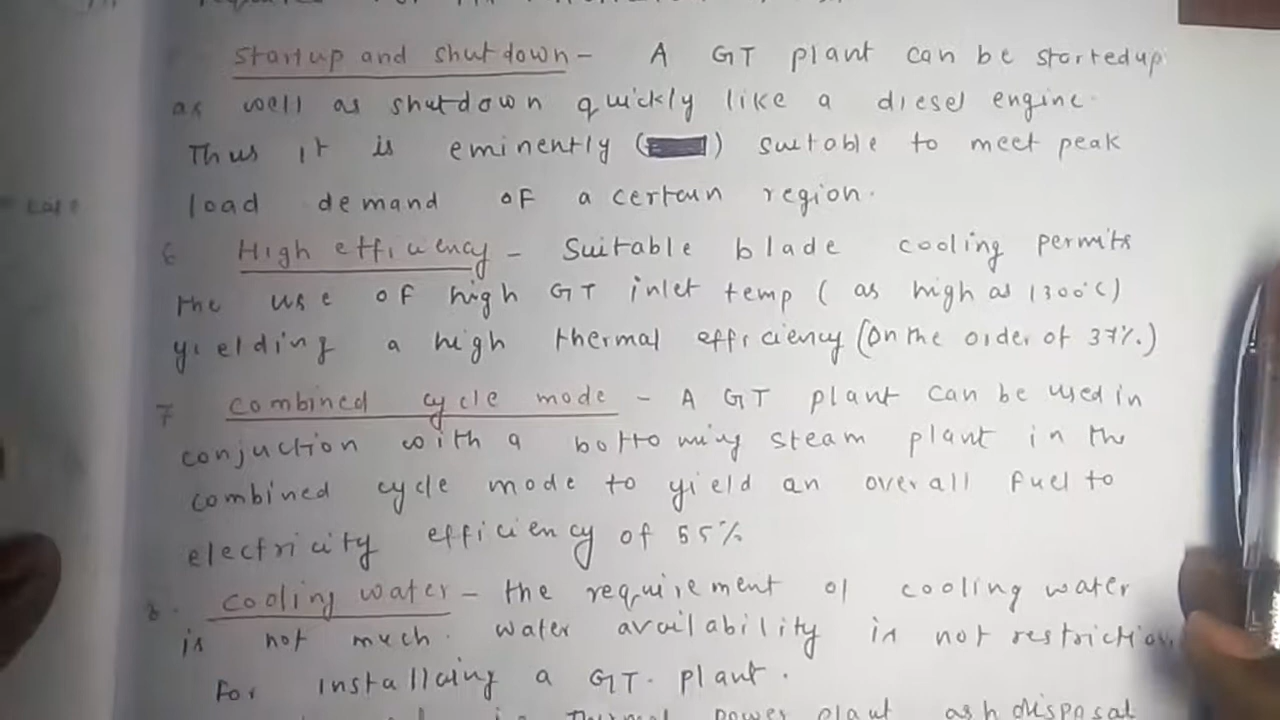 Startup and shutdown - A GT plant can be startedup
as well as shutdown quickly like a diesel engine.
Thus it is eminently ( ) suitable to meet peak
load demand of a certain region.
6 High efficiency - Suitable blade cooling permits
the use of high GT inlet temp ( as high as 1300°C)
yielding a high thermal efficiency (On the order of 37%.)
7 Combined cycle mode - A GT plant can be used in
conjuction with a bottoming steam plant in the
combined cycle mode to yield an overall fuel to
electricity efficiency of 55%
8. Cooling water - the requirement of cooling water
is not much. Water availability is not restriction
For installing a GT. plant.
power plant ash disposal